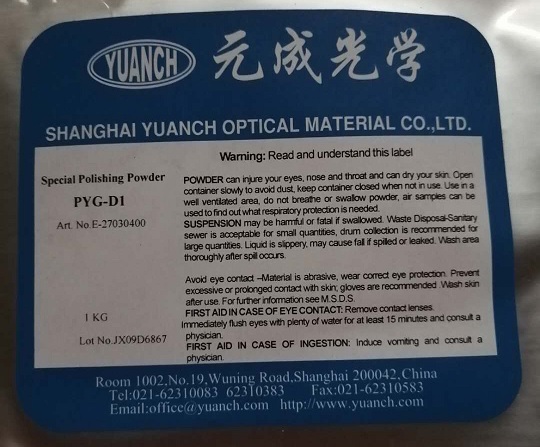 YUANCH 元成光学
SHANGHAI YUANCH OPTICAL MATERIAL CO.,LTD.
Warning: Read and understand this label
Special Polishing Powder
PYG-D1
Art. No.E-27030400
1 KG
Lot No.JX09D6867
POWDER can injure your eyes, nose and throat and can dry your skin. Open
container slowly to avoid dust, keep container closed when not in use. Use in a
well ventilated area, do not breathe or swallow powder, air samples can be
used to find out what respiratory protection is needed.
SUSPENSION may be harmful or fatal if swallowed. Waste Disposal-Sanitary
sewer is acceptable for small quantities, drum collection is recommended for
large quantities. Liquid is slippery, may cause fall if spilled or leaked. Wash area
thoroughly after spill occurs.
Avoid eye contact –Material is abrasive, wear correct eye protection. Prevent
excessive or prolonged contact with skin; gloves are recommended. Wash skin
after use. For further information see M.S.D.S.
FIRST AID IN CASE OF EYE CONTACT: Remove contact lenses.
Immediately flush eyes with plenty of water for at least 15 minutes and consult a
physician.
FIRST AID IN CASE OF INGESTION: Induce vomiting and consult a
physician.
Room 1002,No.19,Wuning Road,Shanghai 200042,China
Tel:021-62310083 62310383 Fax:021-62310583
Email:office@yuanch.com http://www.yuanch.com